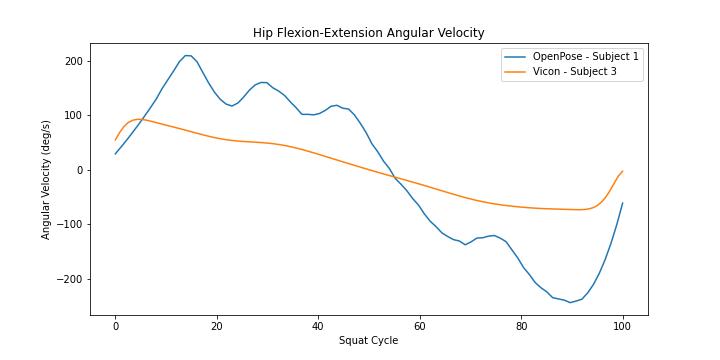 Hip Flexion-Extension Angular Velocity
OpenPose - Subject 1
Vicon - Subject 3
Angular Velocity (deg/s)
200
100
0
−100
−200
0 20 40 60 80 100
Squat Cycle